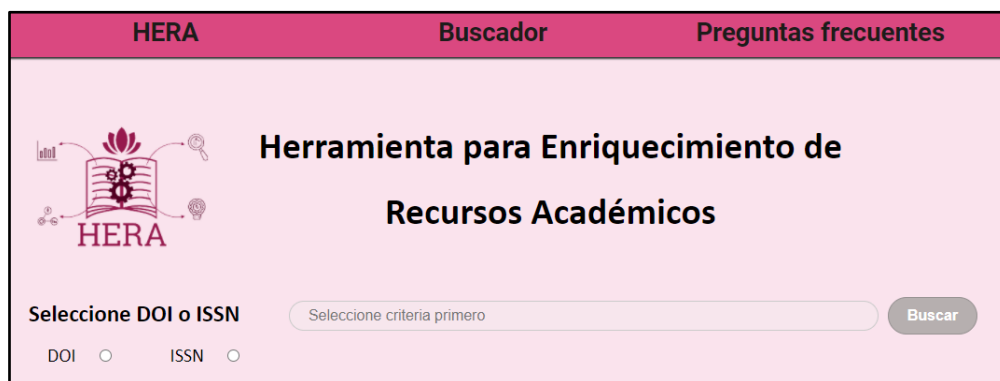 HERA Buscador Preguntas frecuentes
Herramienta para Enriquecimiento de
Recursos Académicos
HERA
Seleccione DOI o ISSN
Seleccione criteria primero
Buscar
DOI ISSN